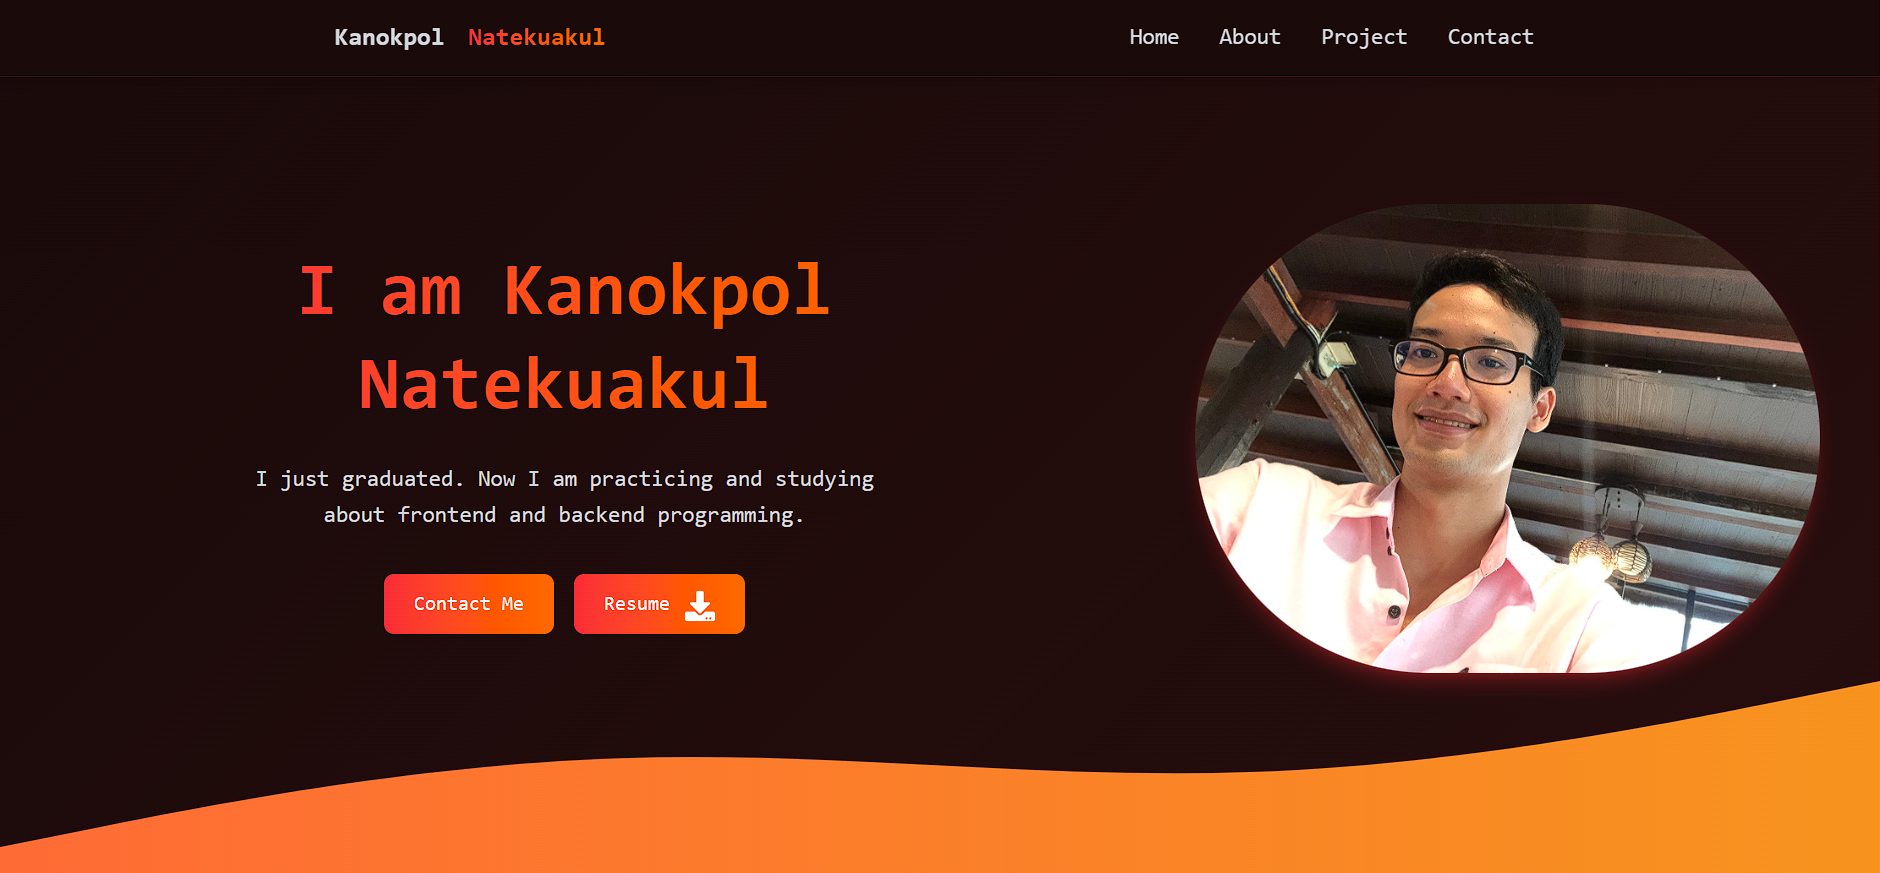 Kanokpol Natekuakul
Home About Project Contact
I am Kanokpol
Natekuakul
I just graduated. Now I am practicing and studying
about frontend and backend programming.
Contact Me
Resume